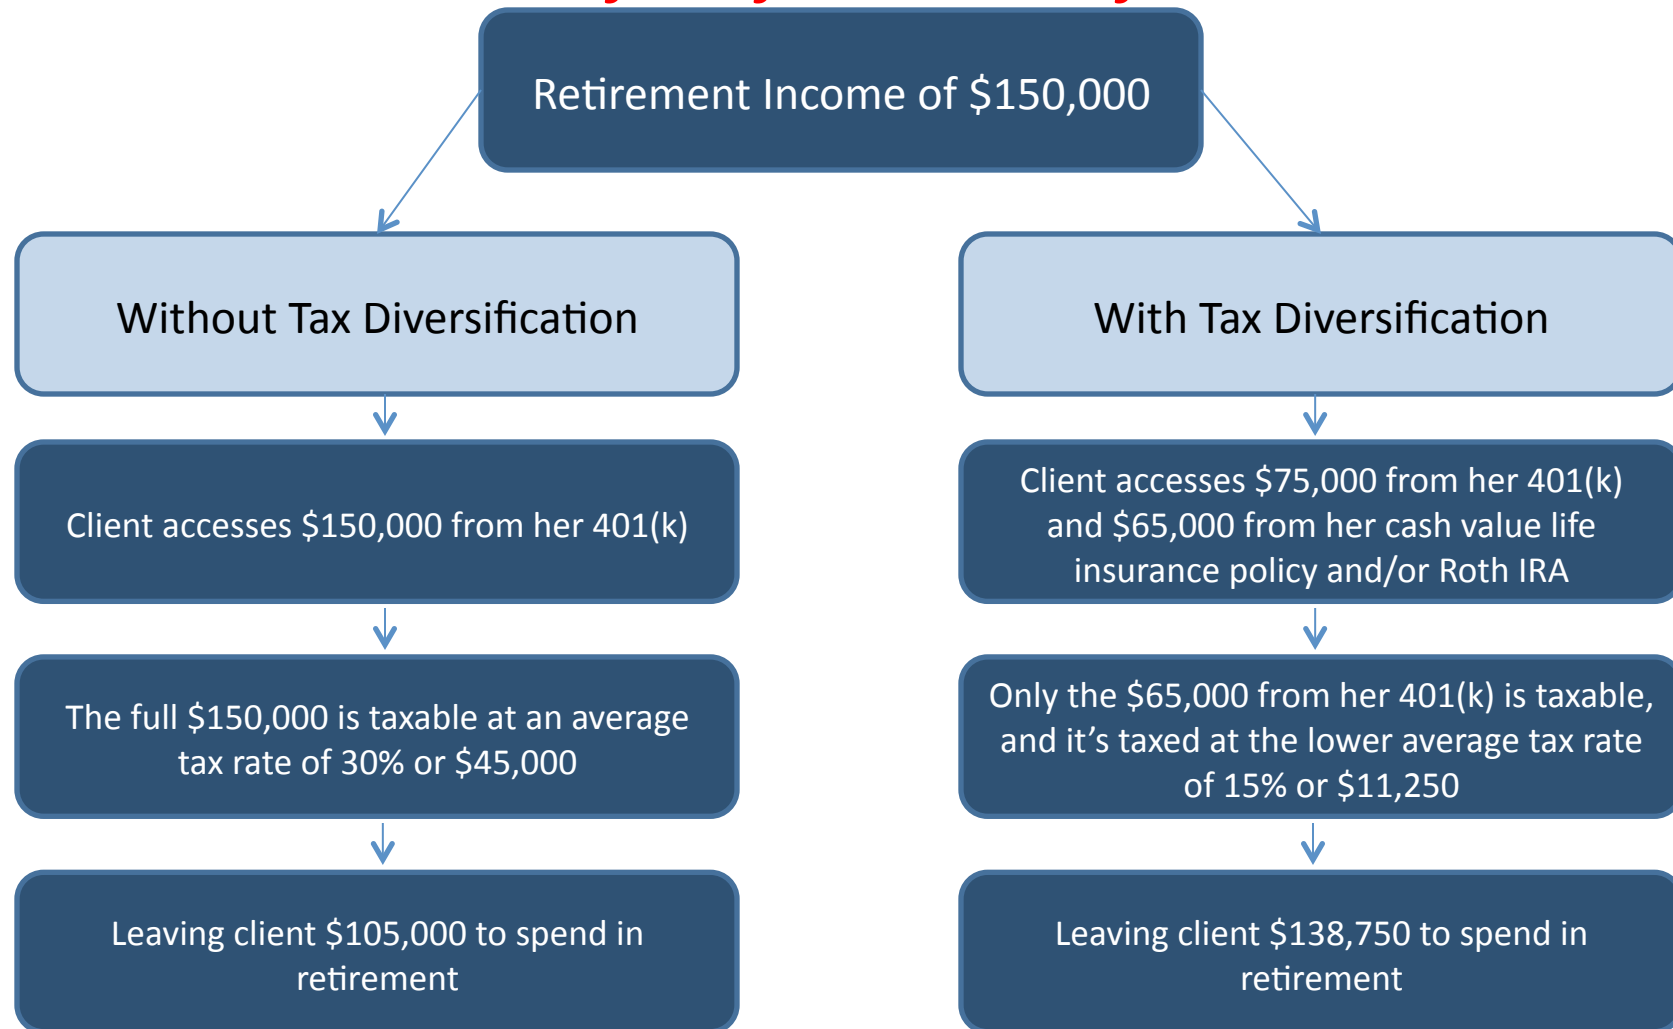 Retirement Income of $150,000
Without Tax Diversification
With Tax Diversification
Client accesses $150,000 from her 401(k)
Client accesses $75,000 from her 401(k)
and $65,000 from her cash value life
insurance policy and/or Roth IRA
The full $150,000 is taxable at an average
tax rate of 30% or $45,000
Only the $65,000 from her 401(k) is taxable,
and it’s taxed at the lower average tax rate
of 15% or $11,250
Leaving client $105,000 to spend in
retirement
Leaving client $138,750 to spend in
retirement